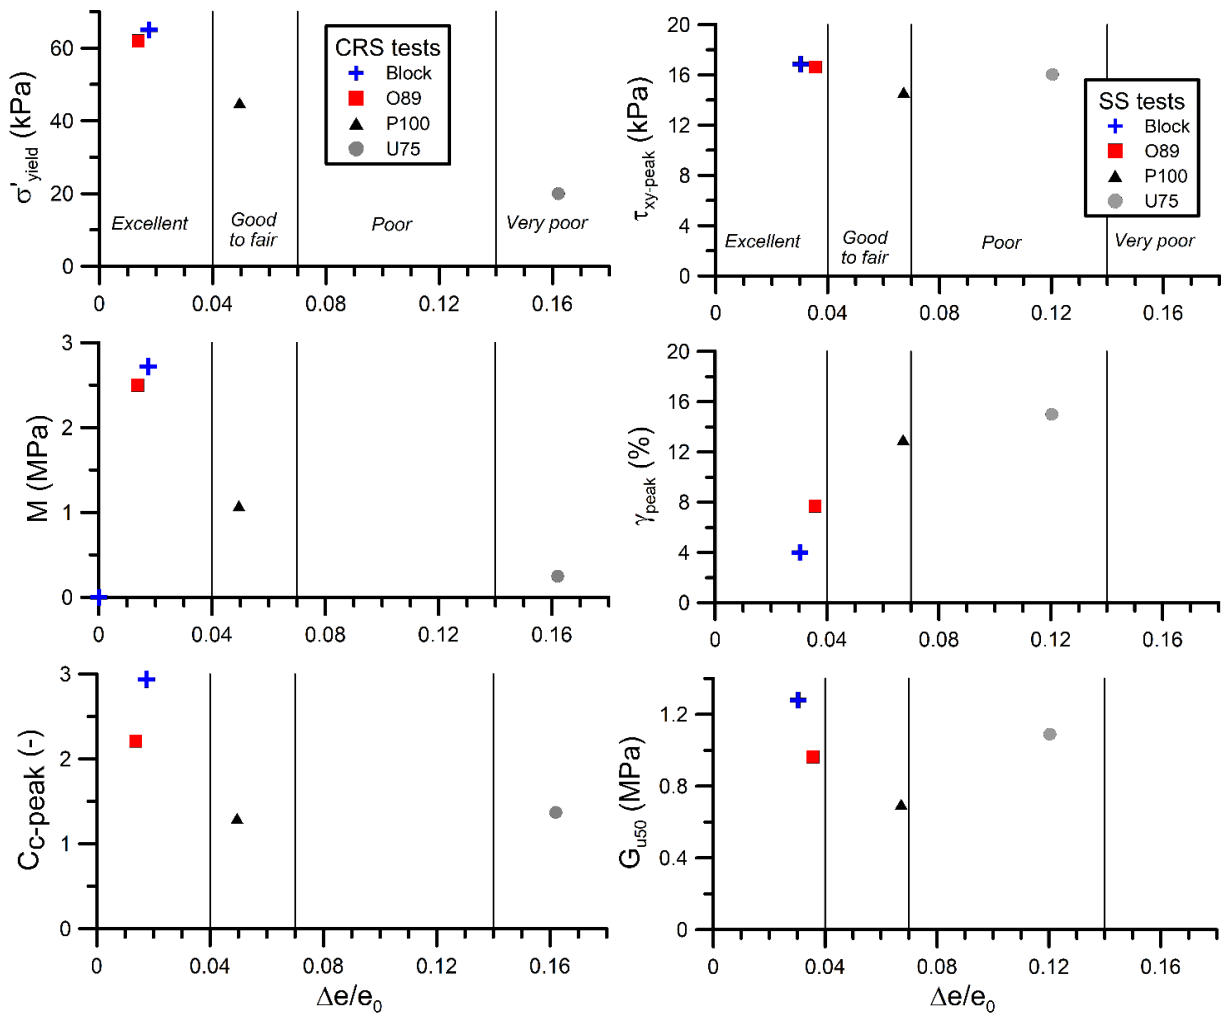 60
40
20
0
σ'yield (kPa)
CRS tests
Block
O89
P100
U75
Excellent
Good
to fair
Poor
Very poor
0
0.04
0.08
0.12
0.16
20
16
12
8
4
0
τxy-peak (kPa)
SS tests
Block
O89
P100
U75
Excellent
Good
to fair
Poor
Very poor
0
0.04
0.08
0.12
0.16
3
2
1
0
M (MPa)
0
0.04
0.08
0.12
0.16
20
16
12
8
4
0
γpeak (%)
0
0.04
0.08
0.12
0.16
3
2
1
0
Cc-peak (-)
0
0.04
0.08
0.12
0.16
Δe/e0
1.2
0.8
0.4
0
Gu50 (MPa)
0
0.04
0.08
0.12
0.16
Δe/e0